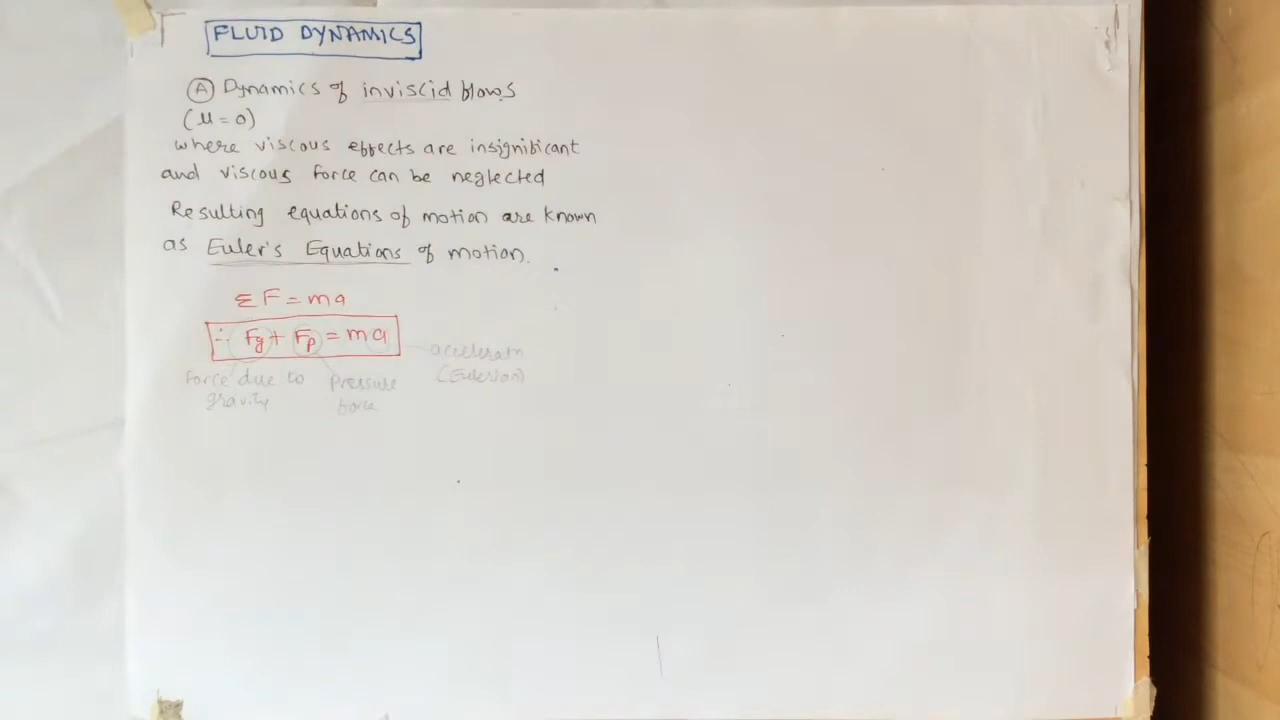 FLUID DYNAMICS
(A) Dynamics of inviscid flows
(μ = 0)
where viscous effects are insignificant
and viscous force can be neglected
Resulting equations of motion are known
as Euler's Equations of motion.
Σ F = ma
∴ Fg + Fp = ma
acceleratn
(Eulerian)
Force due to
gravity
pressure
force